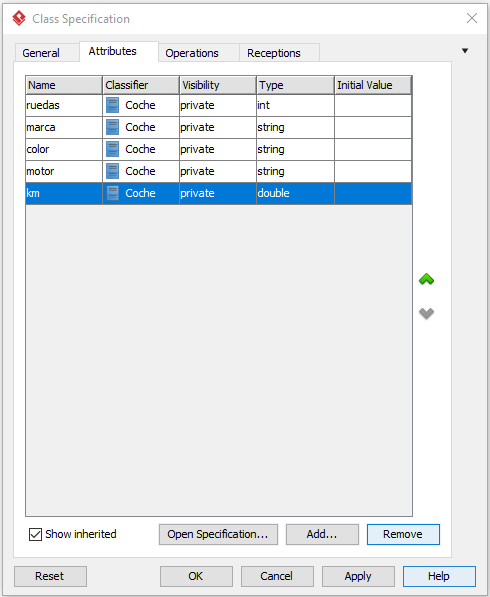 Class Specification
General Attributes Operations Receptions
Name Classifier Visibility Type Initial Value
ruedas Coche private int
marca Coche private string
color Coche private string
motor Coche private string
km Coche private double
Show inherited Open Specification... Add... Remove
Reset OK Cancel Apply Help